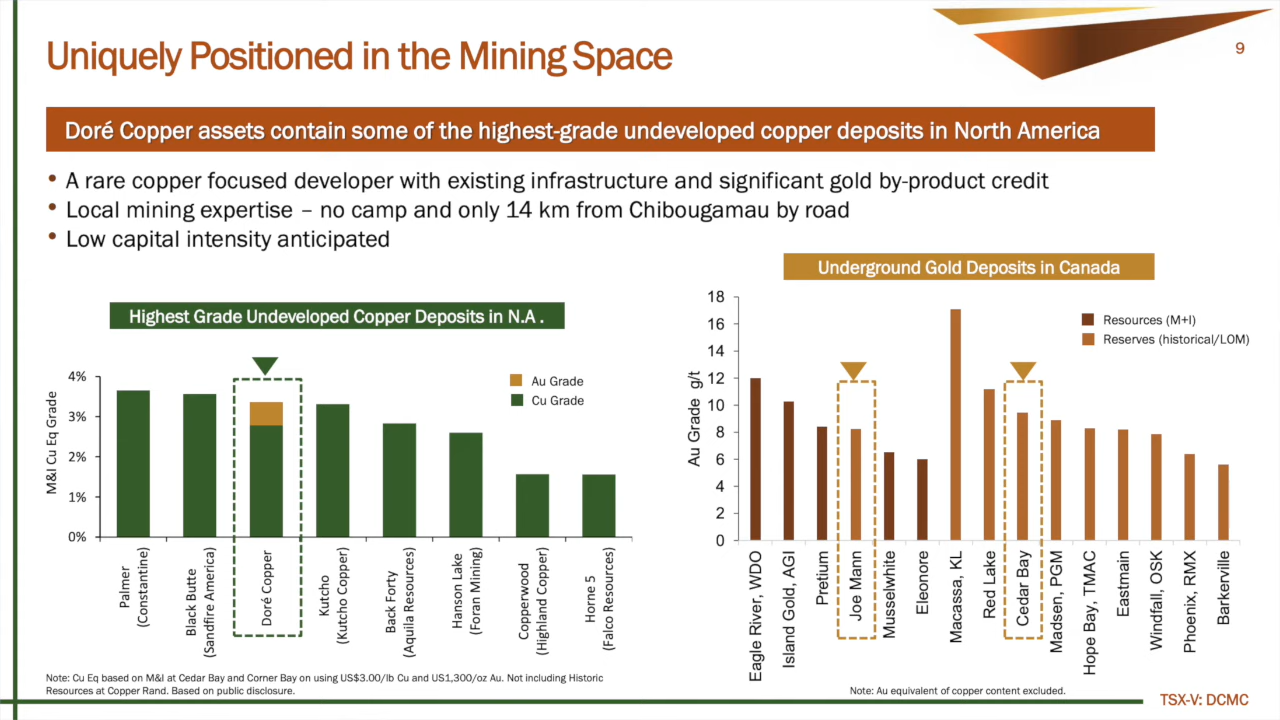 Uniquely Positioned in the Mining Space
9
Doré Copper assets contain some of the highest-grade undeveloped copper deposits in North America
• A rare copper focused developer with existing infrastructure and significant gold by-product credit
• Local mining expertise – no camp and only 14 km from Chibougamau by road
• Low capital intensity anticipated
Highest Grade Undeveloped Copper Deposits in N.A .
M&I Cu Eq Grade
4%
3%
2%
1%
0%
Au Grade
Cu Grade
Palmer
(Constantine)
Black Butte
(Sandfire America)
Doré Copper
Kutcho
(Kutcho Copper)
Back Forty
(Aquila Resources)
Hanson Lake
(Foran Mining)
Copperwood
(Highland Copper)
Horne 5
(Falco Resources)
Note: Cu Eq based on M&I at Cedar Bay and Corner Bay on using US$3.00/lb Cu and US1,300/oz Au. Not including Historic
Resources at Copper Rand. Based on public disclosure.
Underground Gold Deposits in Canada
Au Grade g/t
18
16
14
12
10
8
6
4
2
0
Resources (M+I)
Reserves (historical/LOM)
Eagle River, WDO
Island Gold, AGI
Pretium
Joe Mann
Musselwhite
Eleonore
Macassa, KL
Red Lake
Cedar Bay
Madsen, PGM
Hope Bay, TMAC
Eastmain
Windfall, OSK
Phoenix, RMX
Barkerville
Note: Au equivalent of copper content excluded.
TSX-V: DCMC